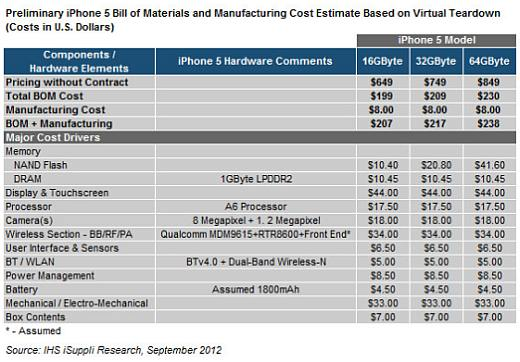 Preliminary iPhone 5 Bill of Materials and Manufacturing Cost Estimate Based on Virtual Teardown
(Costs in U.S. Dollars)
iPhone 5 Model
Components / Hardware Elements iPhone 5 Hardware Comments 16GByte 32GByte 64GByte
Pricing without Contract $649 $749 $849
Total BOM Cost $199 $209 $230
Manufacturing Cost $8.00 $8.00 $8.00
BOM + Manufacturing $207 $217 $238
Major Cost Drivers
Memory
NAND Flash $10.40 $20.80 $41.60
DRAM 1GByte LPDDR2 $10.45 $10.45 $10.45
Display & Touchscreen $44.00 $44.00 $44.00
Processor A6 Processor $17.50 $17.50 $17.50
Camera(s) 8 Megapixel + 1. 2 Megapixel $18.00 $18.00 $18.00
Wireless Section - BB/RF/PA Qualcomm MDM9615+RTR8600+Front End* $34.00 $34.00 $34.00
User Interface & Sensors $6.50 $6.50 $6.50
BT / WLAN BTv4.0 + Dual-Band Wireless-N $5.00 $5.00 $5.00
Power Management $8.50 $8.50 $8.50
Battery Assumed 1800mAh $4.50 $4.50 $4.50
Mechanical / Electro-Mechanical $33.00 $33.00 $33.00
Box Contents $7.00 $7.00 $7.00
* - Assumed
Source: IHS iSuppli Research, September 2012